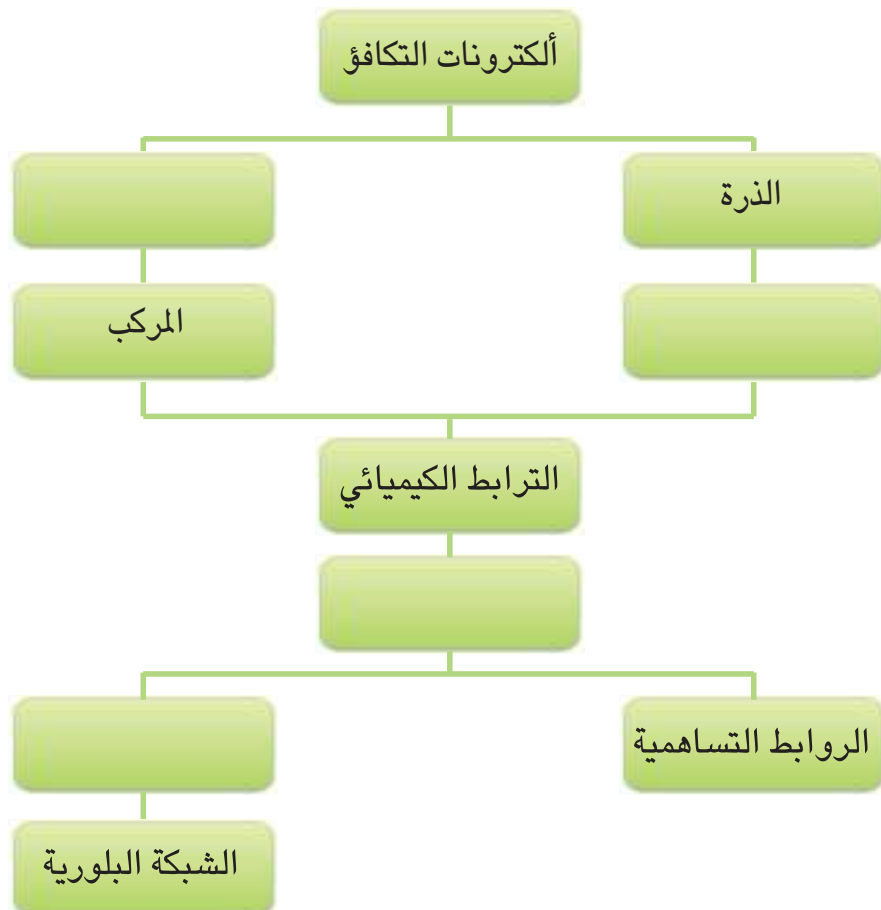 ألكترونات التكافؤ
الذرة
المركب
الترابط الكيميائي
الروابط التساهمية
الشبكة البلورية